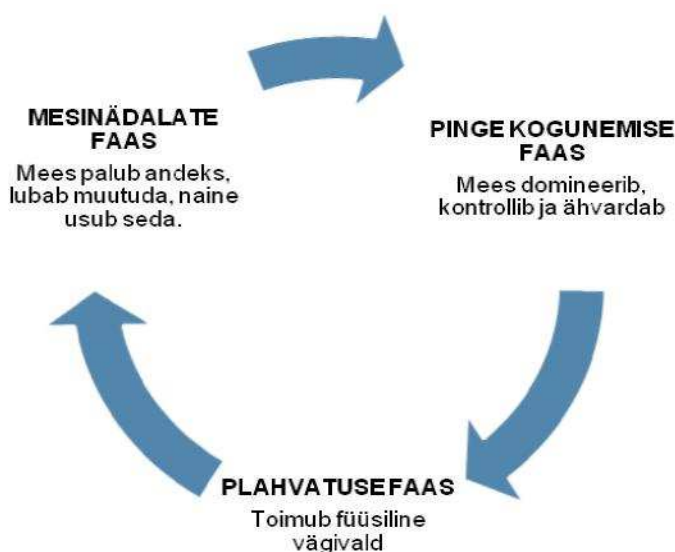 MESINÄDALATE
FAAS
Mees palub andeks,
lubab muutuda, naine
usub seda.
PINGE KOGUNEMISE
FAAS
Mees domineerib,
kontrollib ja ähvardab
PLAHVATUSE FAAS
Toimub füüsiline
vägivald